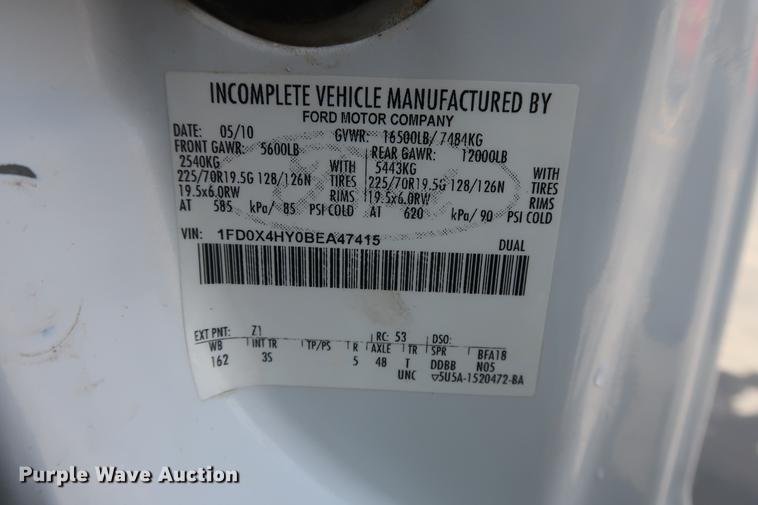 INCOMPLETE VEHICLE MANUFACTURED BY
FORD MOTOR COMPANY
DATE: 05/10 GVWR: 16500LB/ 7484KG
FRONT GAWR: 5600LB REAR GAWR: 12000LB
2540KG WITH 5443KG WITH
225/70R19.5G 128/126N TIRES 225/70R19.5G 128/126N TIRES
19.5x6.0RW RIMS 19.5x6.0RW RIMS
AT 585 kPa/ 85 PSI COLD AT 620 kPa/ 90 PSI COLD
VIN: 1FD0X4HY0BEA47415 DUAL
EXT PNT: Z1 RC: 53 DSO:
WB INT TR TP/PS R AXLE TR SPR BFA18
162 3S 5 48 T DDBB N05
UNC ▽5U5A-1520472-BA
Purple Wave Auction